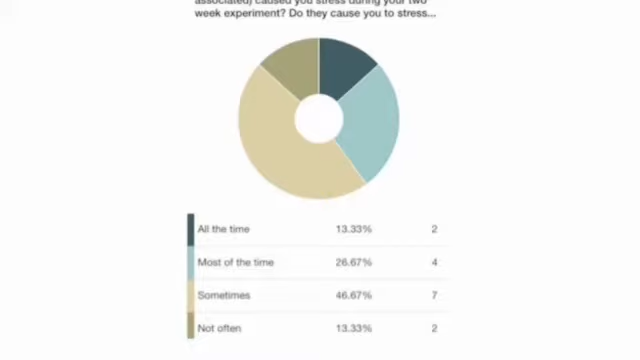 associated) caused you stress during your two
week experiment? Do they cause you to stress...
All the time 13.33% 2
Most of the time 26.67% 4
Sometimes 46.67% 7
Not often 13.33% 2